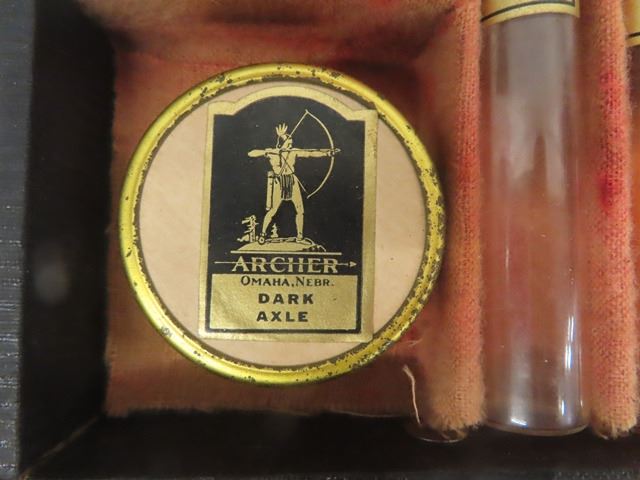 ARCHER
OMAHA, NEBR.
DARK
AXLE